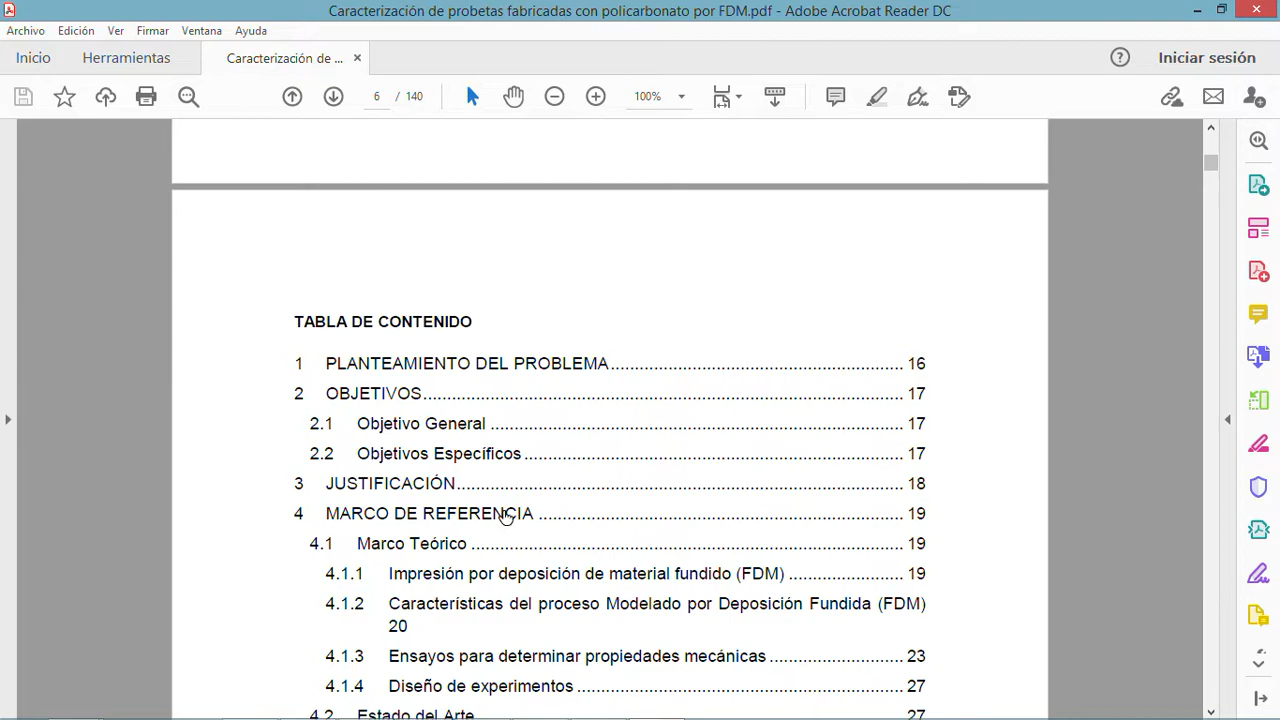 Caracterización de probetas fabricadas con policarbonato por FDM.pdf - Adobe Acrobat Reader DC
Archivo Edición Ver Firmar Ventana Ayuda
Inicio Herramientas Caracterización de ... × Iniciar sesión
6 / 140 100%
TABLA DE CONTENIDO
1 PLANTEAMIENTO DEL PROBLEMA 16
2 OBJETIVOS 17
2.1 Objetivo General 17
2.2 Objetivos Específicos 17
3 JUSTIFICACIÓN 18
4 MARCO DE REFERENCIA 19
4.1 Marco Teórico 19
4.1.1 Impresión por deposición de material fundido (FDM) 19
4.1.2 Características del proceso Modelado por Deposición Fundida (FDM)
20
4.1.3 Ensayos para determinar propiedades mecánicas 23
4.1.4 Diseño de experimentos 27
4.2 Estado del Arte 27